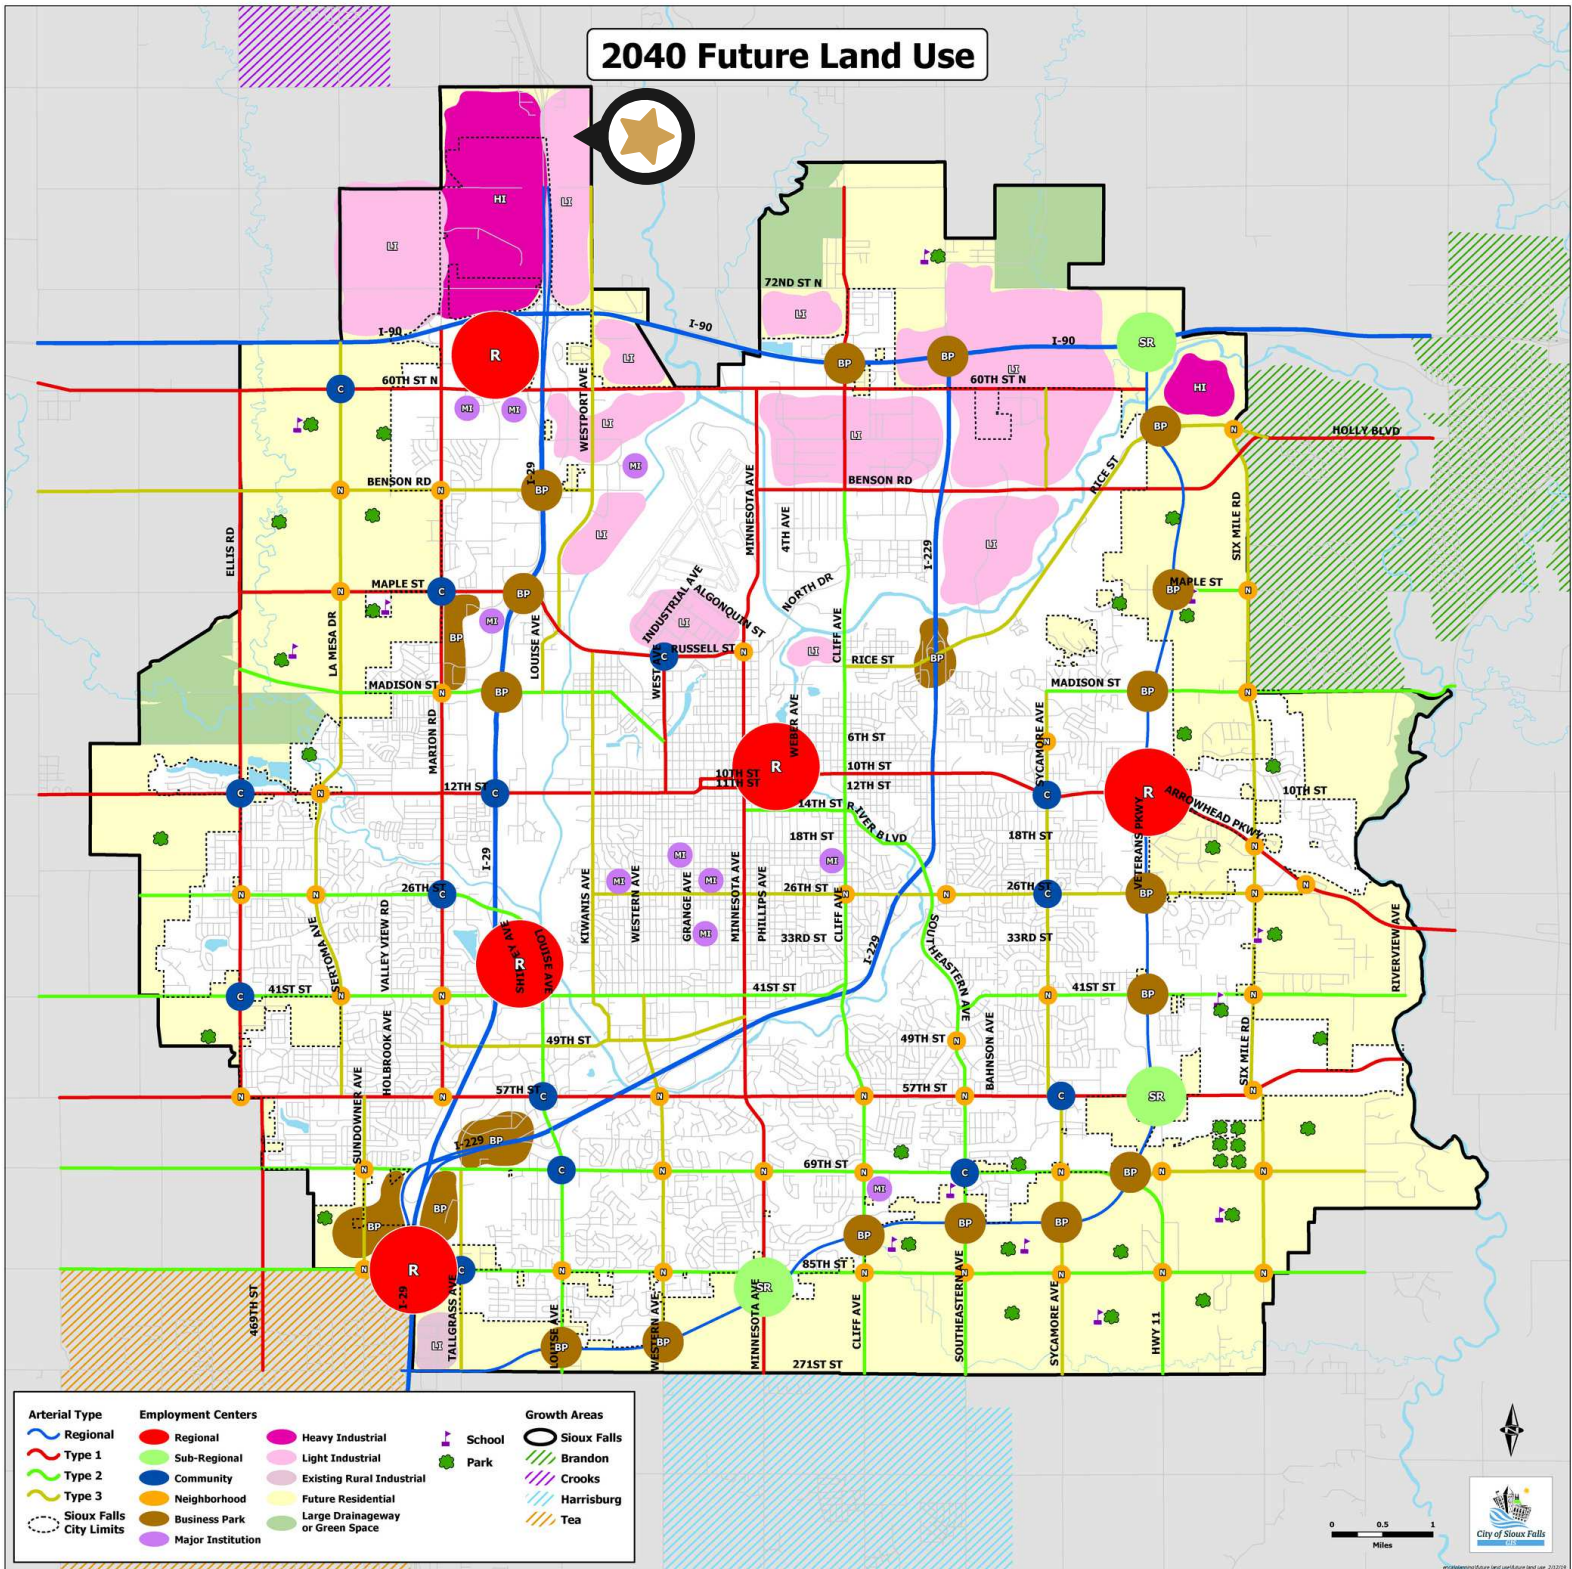 2040 Future Land Use
HI
LI
LI
72ND ST N
LI
I-90
I-90
I-90
R
LI
BP
BP
SR
LI
HI
C
60TH ST N
60TH ST N
MI
MI
WESTPORT AVE
LI
LI
BP
N
HOLLY BLVD
MI
I-29
N
BENSON RD
N
BP
BENSON RD
RICE ST
ELLIS RD
LI
MINNESOTA AVE
4TH AVE
I-229
LI
SIX MILE RD
N
MAPLE ST
C
BP
INDUSTRIAL AVE
ALGONQUIN ST
NORTH DR
BP
MAPLE ST
N
LA MESA DR
BP
MI
LOUISE AVE
LI
CLIFF AVE
C
RUSSELL ST
N
LI
RICE ST
BP
WEST AVE
MADISON ST
N
BP
MADISON ST
BP
N
MARION RD
WEBER AVE
6TH ST
SYCAMORE AVE
N
R
10TH ST
11TH ST
10TH ST
12TH ST
C
N
12TH ST
C
C
R
ARROWHEAD PKWY
10TH ST
14TH ST
RIVER BLVD
18TH ST
18TH ST
VETERANS PKWY
N
I-29
MI
MI
MI
MI
N
N
N
26TH ST
C
KIWANIS AVE
WESTERN AVE
GRANGE AVE
MINNESOTA AVE
PHILLIPS AVE
26TH ST
N
CLIFF AVE
N
26TH ST
C
BP
N
SERTOMA AVE
VALLEY VIEW RD
SHIRLEY AVE
LOUISE AVE
R
MI
33RD ST
I-229
SOUTHEASTERN AVE
33RD ST
RIVERVIEW AVE
C
41ST ST
N
N
41ST ST
N
41ST ST
BP
N
HOLBROOK AVE
49TH ST
49TH ST
N
BAHNSON AVE
SIX MILE RD
N
SUNDOWNER AVE
N
57TH ST
C
N
N
57TH ST
N
C
SR
N
I-229
BP
N
C
N
N
69TH ST
N
C
N
BP
N
N
MI
BP
BP
BP
BP
BP
N
R
C
N
N
SR
85TH ST
N
N
N
N
N
469TH ST
I-29
TALLGRASS AVE
LI
LOUISE AVE
BP
WESTERN AVE
BP
MINNESOTA AVE
271ST ST
CLIFF AVE
SOUTHEASTERN AVE
SYCAMORE AVE
HWY 11
Arterial Type
Regional
Type 1
Type 2
Type 3
Sioux Falls
City Limits
Employment Centers
Regional
Sub-Regional
Community
Neighborhood
Business Park
Major Institution
Heavy Industrial
Light Industrial
Existing Rural Industrial
Future Residential
Large Drainageway
or Green Space
School
Park
Growth Areas
Sioux Falls
Brandon
Crooks
Harrisburg
Tea
N
0 0.5 1
Miles
City of Sioux Falls
GIS